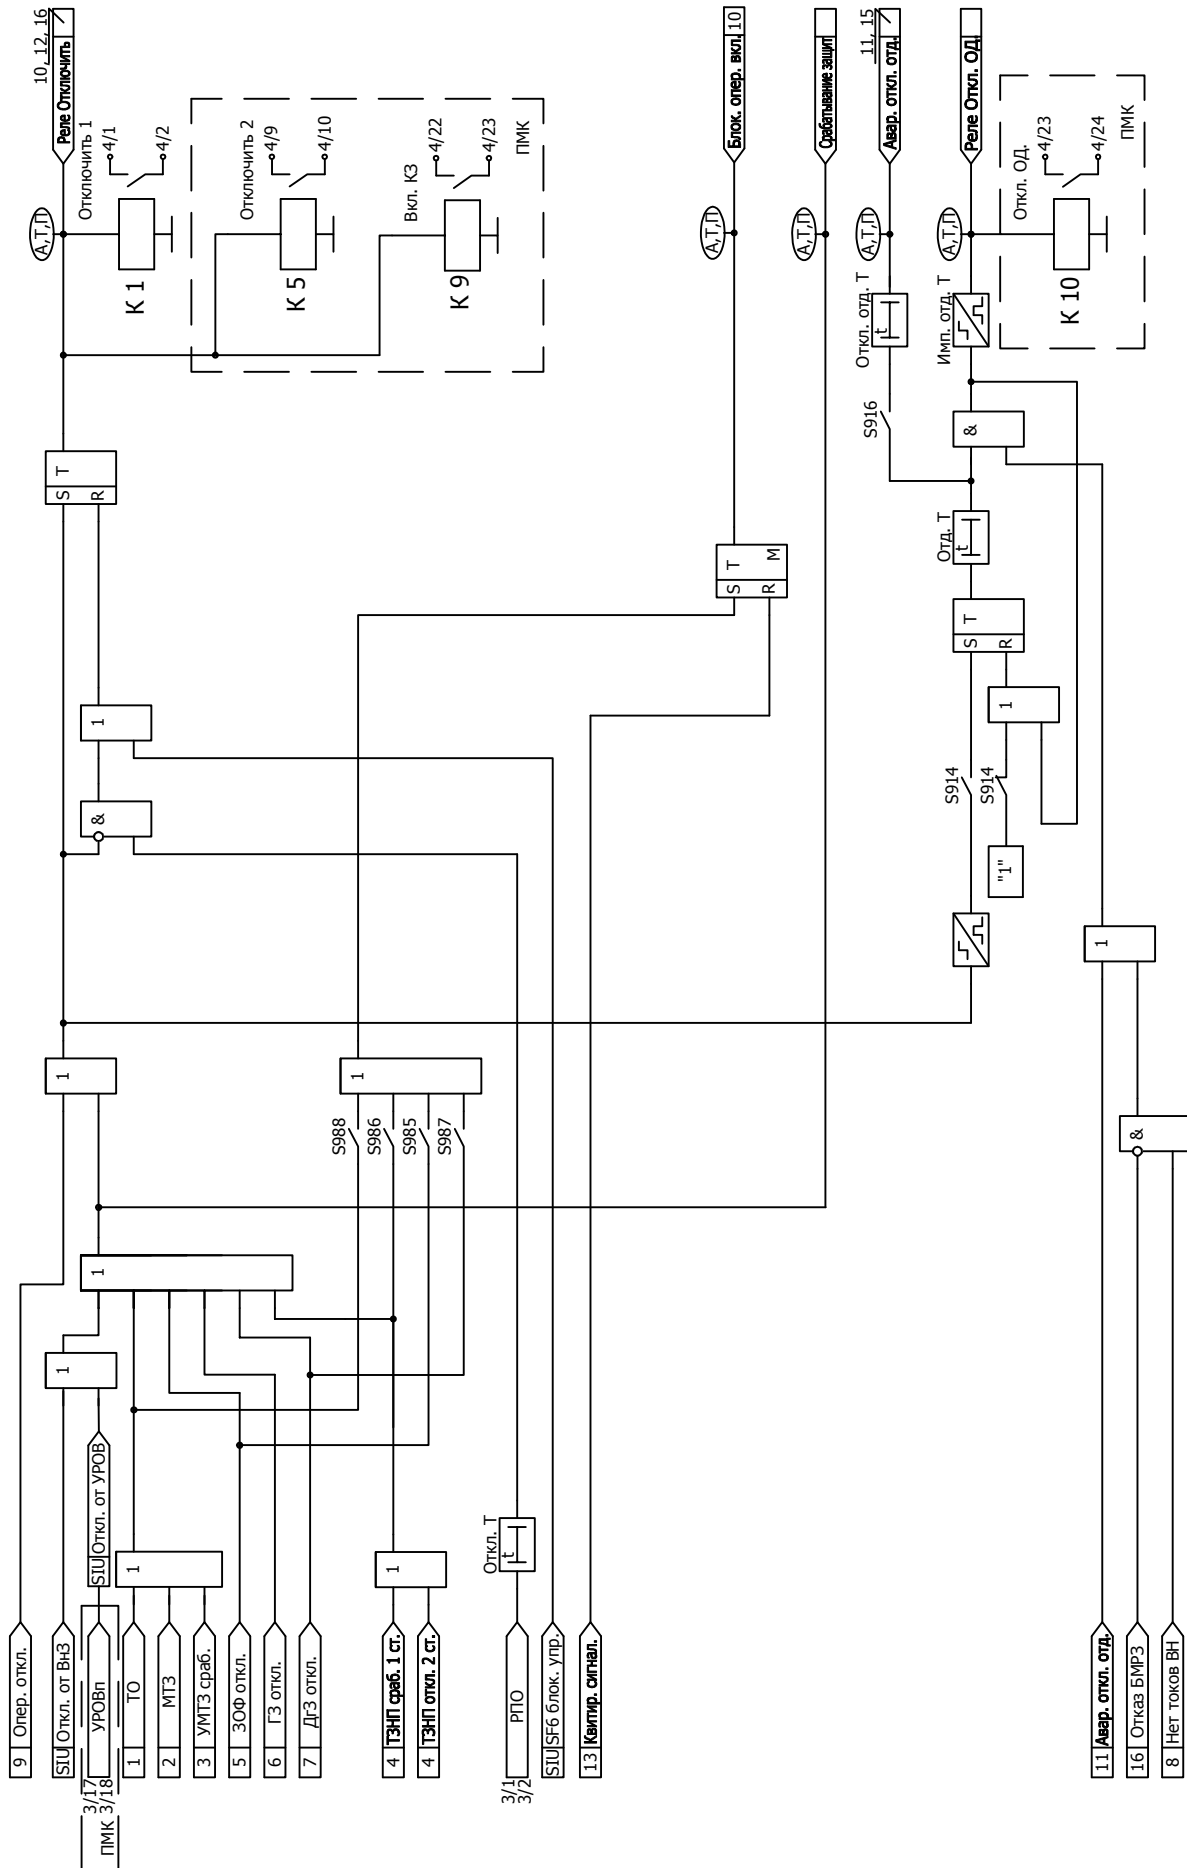 10, 12, 16
Реле Отключить
А,Т,П
Отключить 1
4/1
4/2
К 1
Отключить 2
4/9
4/10
К 5
Вкл. КЗ
4/22
4/23
К 9
ПМК
Блок. опер. вкл. 10
А,Т,П
Срабатывание защит
А,Т,П
11, 15
Авар. откл. отд.
А,Т,П
Откл. отд. Т
t
S916
Реле Откл. ОД.
А,Т,П
Имп. отд. Т
Откл. ОД.
4/23
4/24
К 10
ПМК
S T
R
&
Отд. Т
t
S T
R
M
S T
R
1
1
&
S914
S914
"1"
1
1
1
S988
S986
S985
S987
&
1
1
SIU Откл. от УРОВ
1
1
Откл. Т
t
9 Опер. откл.
SIU Откл. от ВнЗ
УРОВп
3/17
3/18
ПМК
1 ТО
2 МТЗ
3 УМТЗ сраб.
5 ЗОФ откл.
6 ГЗ откл.
7 ДгЗ откл.
4 ТЗНП сраб. 1 ст.
4 ТЗНП откл. 2 ст.
РПО
3/1
3/2
SIU SF6 блок. упр.
13 Квитир. сигнал.
11 Авар. откл. отд.
16 Отказ БМРЗ
8 Нет токов ВН